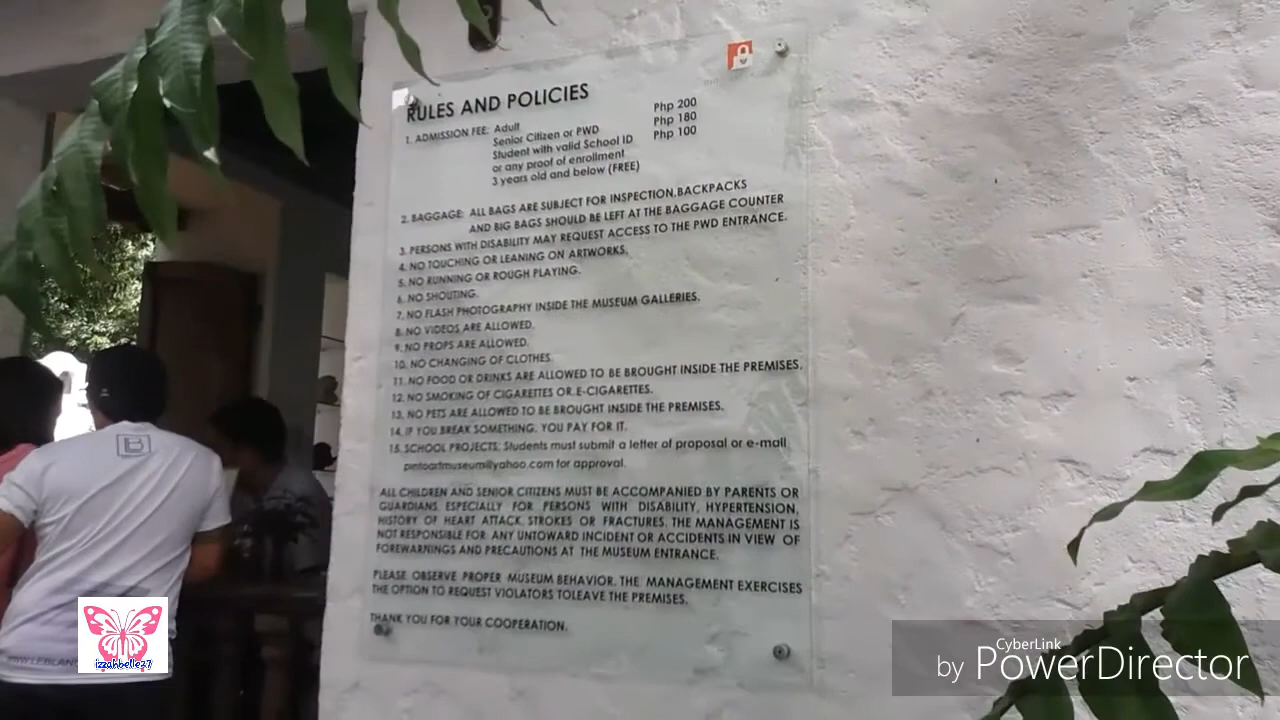 RULES AND POLICIES
1. ADMISSION FEE: Adult Php 200
Senior Citizen or PWD Php 180
Student with valid School ID Php 100
or any proof of enrollment
3 years old and below (FREE)
2. BAGGAGE: ALL BAGS ARE SUBJECT FOR INSPECTION.BACKPACKS
AND BIG BAGS SHOULD BE LEFT AT THE BAGGAGE COUNTER
3. PERSONS WITH DISABILITY MAY REQUEST ACCESS TO THE PWD ENTRANCE.
4. NO TOUCHING OR LEANING ON ARTWORKS.
5. NO RUNNING OR ROUGH PLAYING.
6. NO SHOUTING.
7. NO FLASH PHOTOGRAPHY INSIDE THE MUSEUM GALLERIES.
8. NO VIDEOS ARE ALLOWED.
9. NO PROPS ARE ALLOWED.
10. NO CHANGING OF CLOTHES
11. NO FOOD OR DRINKS ARE ALLOWED TO BE BROUGHT INSIDE THE PREMISES.
12. NO SMOKING OF CIGARETTES OR E-CIGARETTES.
13. NO PETS ARE ALLOWED TO BE BROUGHT INSIDE THE PREMISES.
14. IF YOU BREAK SOMETHING, YOU PAY FOR IT.
15. SCHOOL PROJECTS: Students must submit a letter of proposal or e-mail
pintoartmuseum@yahoo.com for approval.
ALL CHILDREN AND SENIOR CITIZENS MUST BE ACCOMPANIED BY PARENTS OR
GUARDIANS ESPECIALLY FOR PERSONS WITH DISABILITY, HYPERTENSION,
HISTORY OF HEART ATTACK, STROKES OR FRACTURES. THE MANAGEMENT IS
NOT RESPONSIBLE FOR ANY UNTOWARD INCIDENT OR ACCIDENTS IN VIEW OF
FOREWARNINGS AND PRECAUTIONS AT THE MUSEUM ENTRANCE.
PLEASE OBSERVE PROPER MUSEUM BEHAVIOR. THE MANAGEMENT EXERCISES
THE OPTION TO REQUEST VIOLATORS TOLEAVE THE PREMISES.
THANK YOU FOR YOUR COOPERATION.
izzahbelle77
CyberLink
by PowerDirector